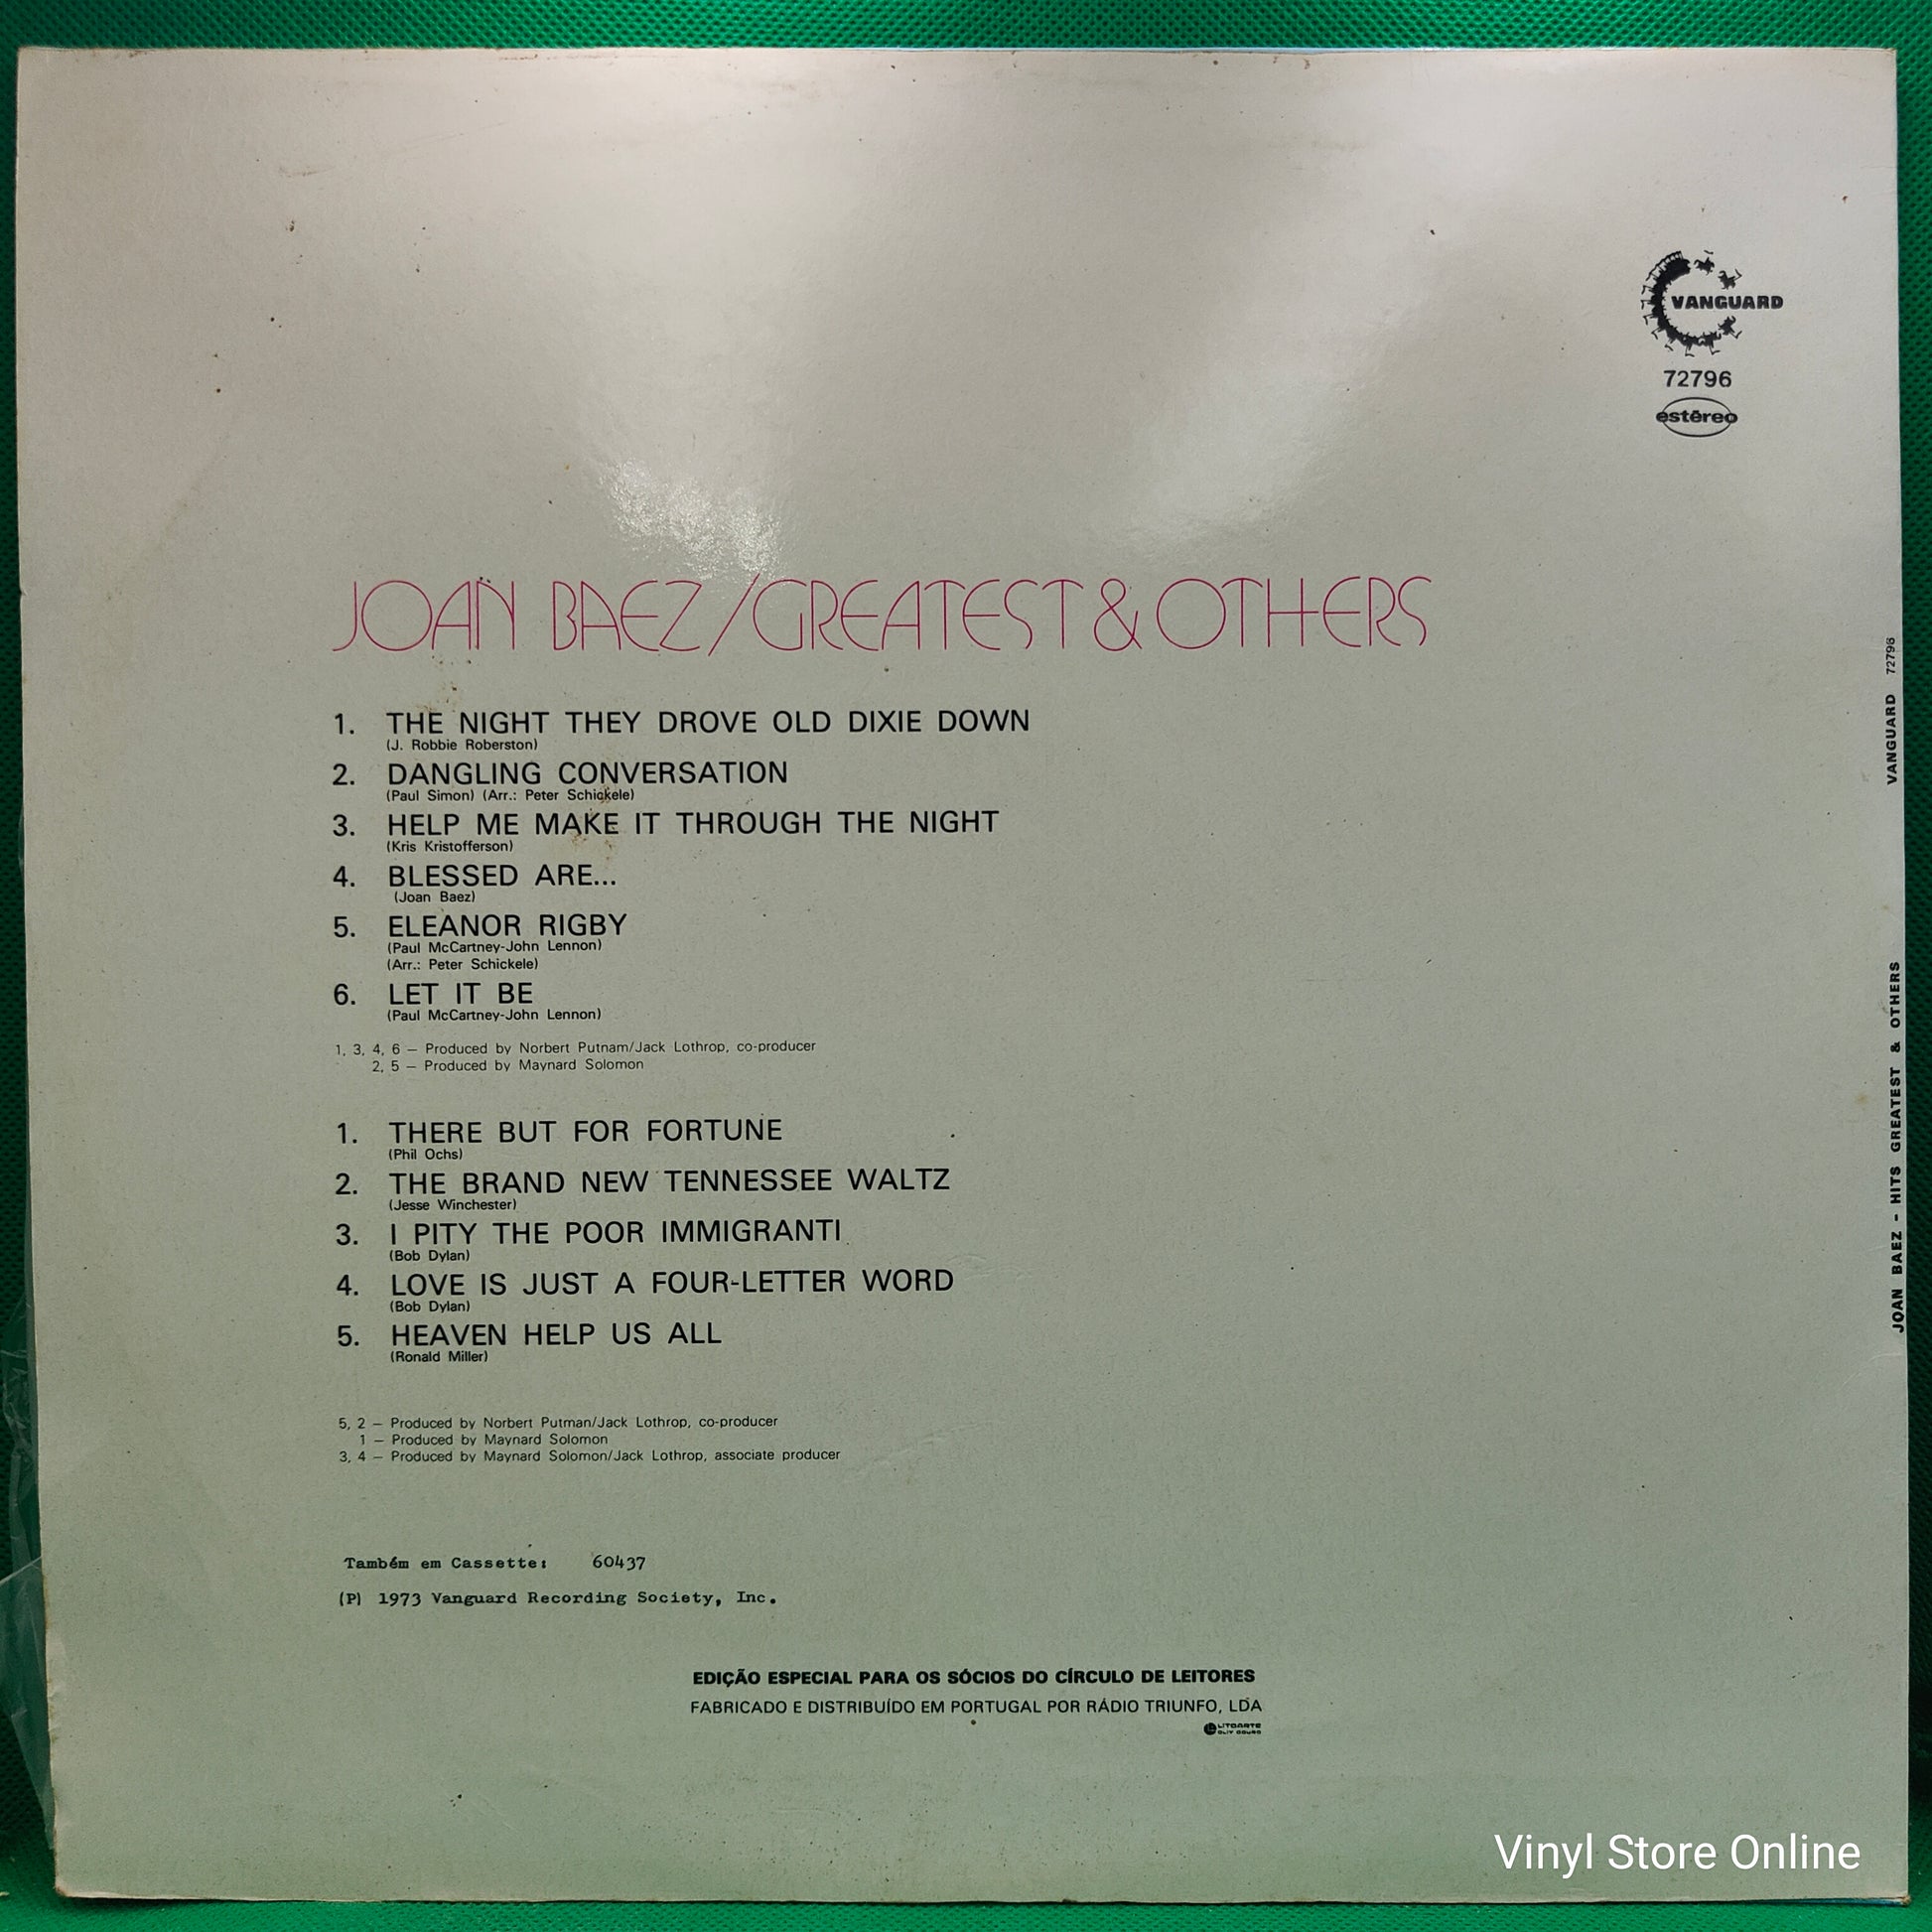 VANGUARD
72796
estēreo
JOAN BAEZ/GREATEST & OTHERS
1. THE NIGHT THEY DROVE OLD DIXIE DOWN
(J. Robbie Roberston)
2. DANGLING CONVERSATION
(Paul Simon) (Arr.: Peter Schickele)
3. HELP ME MAKE IT THROUGH THE NIGHT
(Kris Kristofferson)
4. BLESSED ARE...
(Joan Baez)
5. ELEANOR RIGBY
(Paul McCartney-John Lennon)
(Arr.: Peter Schickele)
6. LET IT BE
(Paul McCartney-John Lennon)
1, 3, 4, 6 – Produced by Norbert Putnam/Jack Lothrop, co-producer
2, 5 – Produced by Maynard Solomon
1. THERE BUT FOR FORTUNE
(Phil Ochs)
2. THE BRAND NEW TENNESSEE WALTZ
(Jesse Winchester)
3. I PITY THE POOR IMMIGRANTI
(Bob Dylan)
4. LOVE IS JUST A FOUR-LETTER WORD
(Bob Dylan)
5. HEAVEN HELP US ALL
(Ronald Miller)
5, 2 – Produced by Norbert Putman/Jack Lothrop, co-producer
1 – Produced by Maynard Solomon
3, 4 – Produced by Maynard Solomon/Jack Lothrop, associate producer
Também em Cassette: 60437
(P) 1973 Vanguard Recording Society, Inc.
EDIÇÃO ESPECIAL PARA OS SÓCIOS DO CÍRCULO DE LEITORES
FABRICADO E DISTRIBUÍDO EM PORTUGAL POR RÁDIO TRIUNFO, LDA
LITOARTE
JOAN BAEZ - HITS GREATEST & OTHERS VANGUARD 72796
Vinyl Store Online